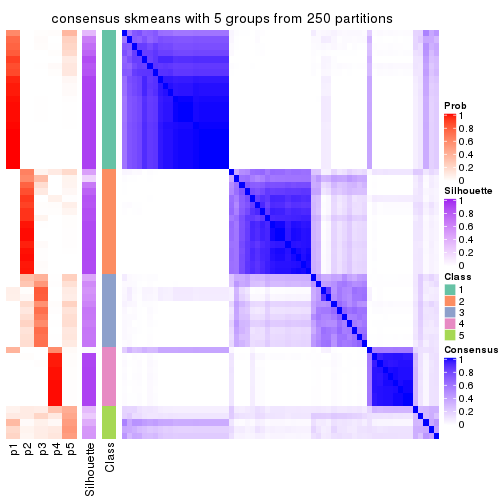 consensus skmeans with 5 groups from 250 partitions
Prob
1
0.8
0.6
0.4
0.2
0
Silhouette
1
0.8
0.6
0.4
0.2
0
Class
1
2
3
4
5
Consensus
1
0.8
0.6
0.4
0.2
0
p1
p2
p3
p4
p5
Silhouette
Class